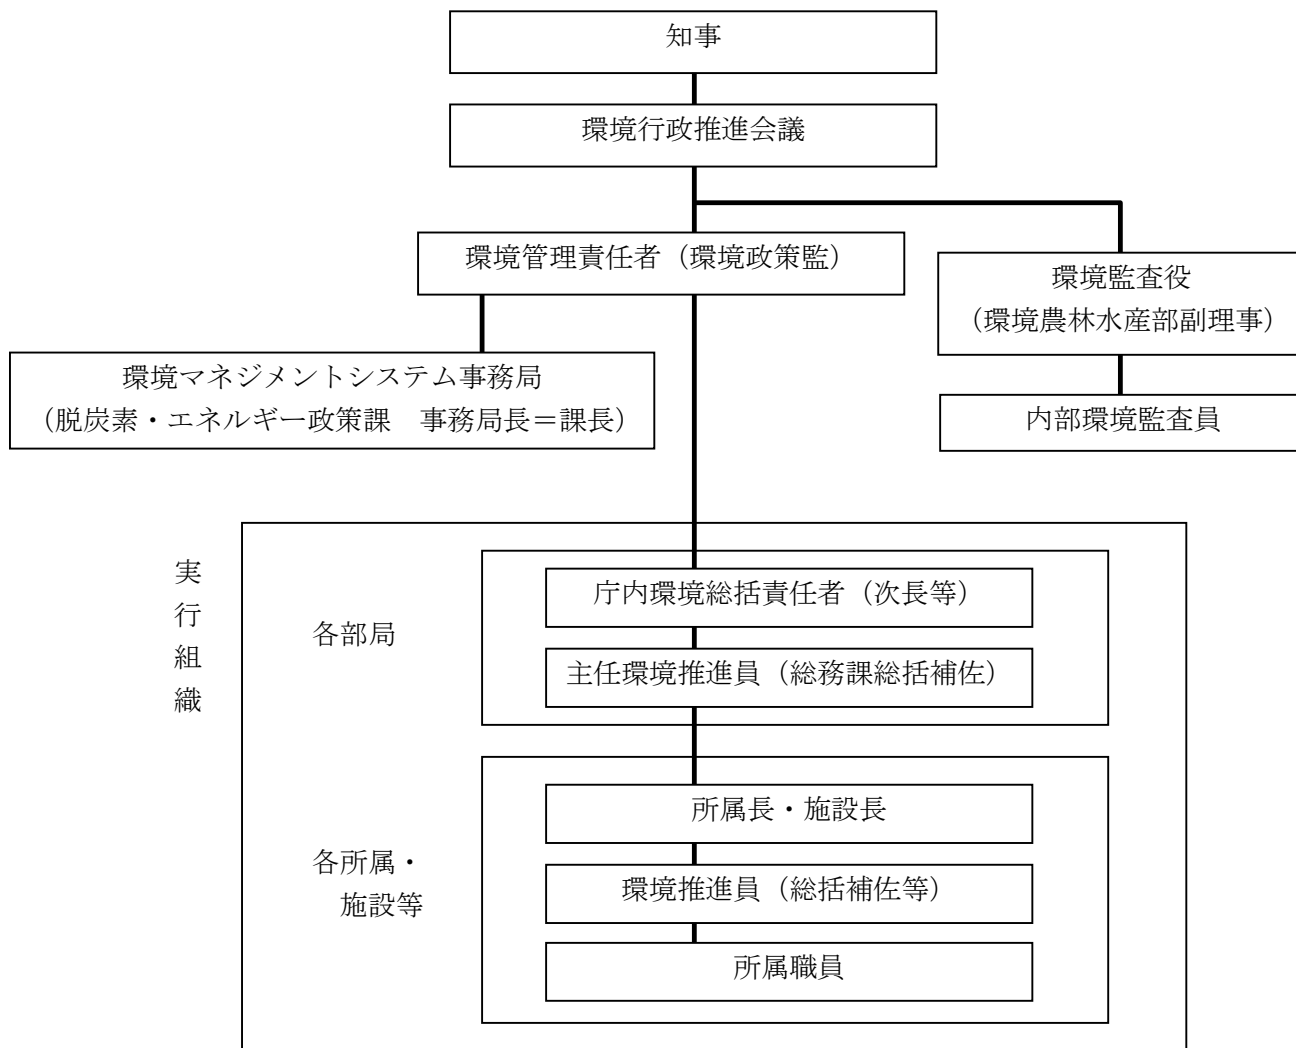 知事
環境行政推進会議
環境管理責任者（環境政策監）
環境監査役
（環境農林水産部副理事）
環境マネジメントシステム事務局
（脱炭素・エネルギー政策課　事務局長＝課長）
内部環境監査員
実行組織
各部局
庁内環境総括責任者（次長等）
主任環境推進員（総務課総括補佐）
各所属・
施設等
所属長・施設長
環境推進員（総括補佐等）
所属職員